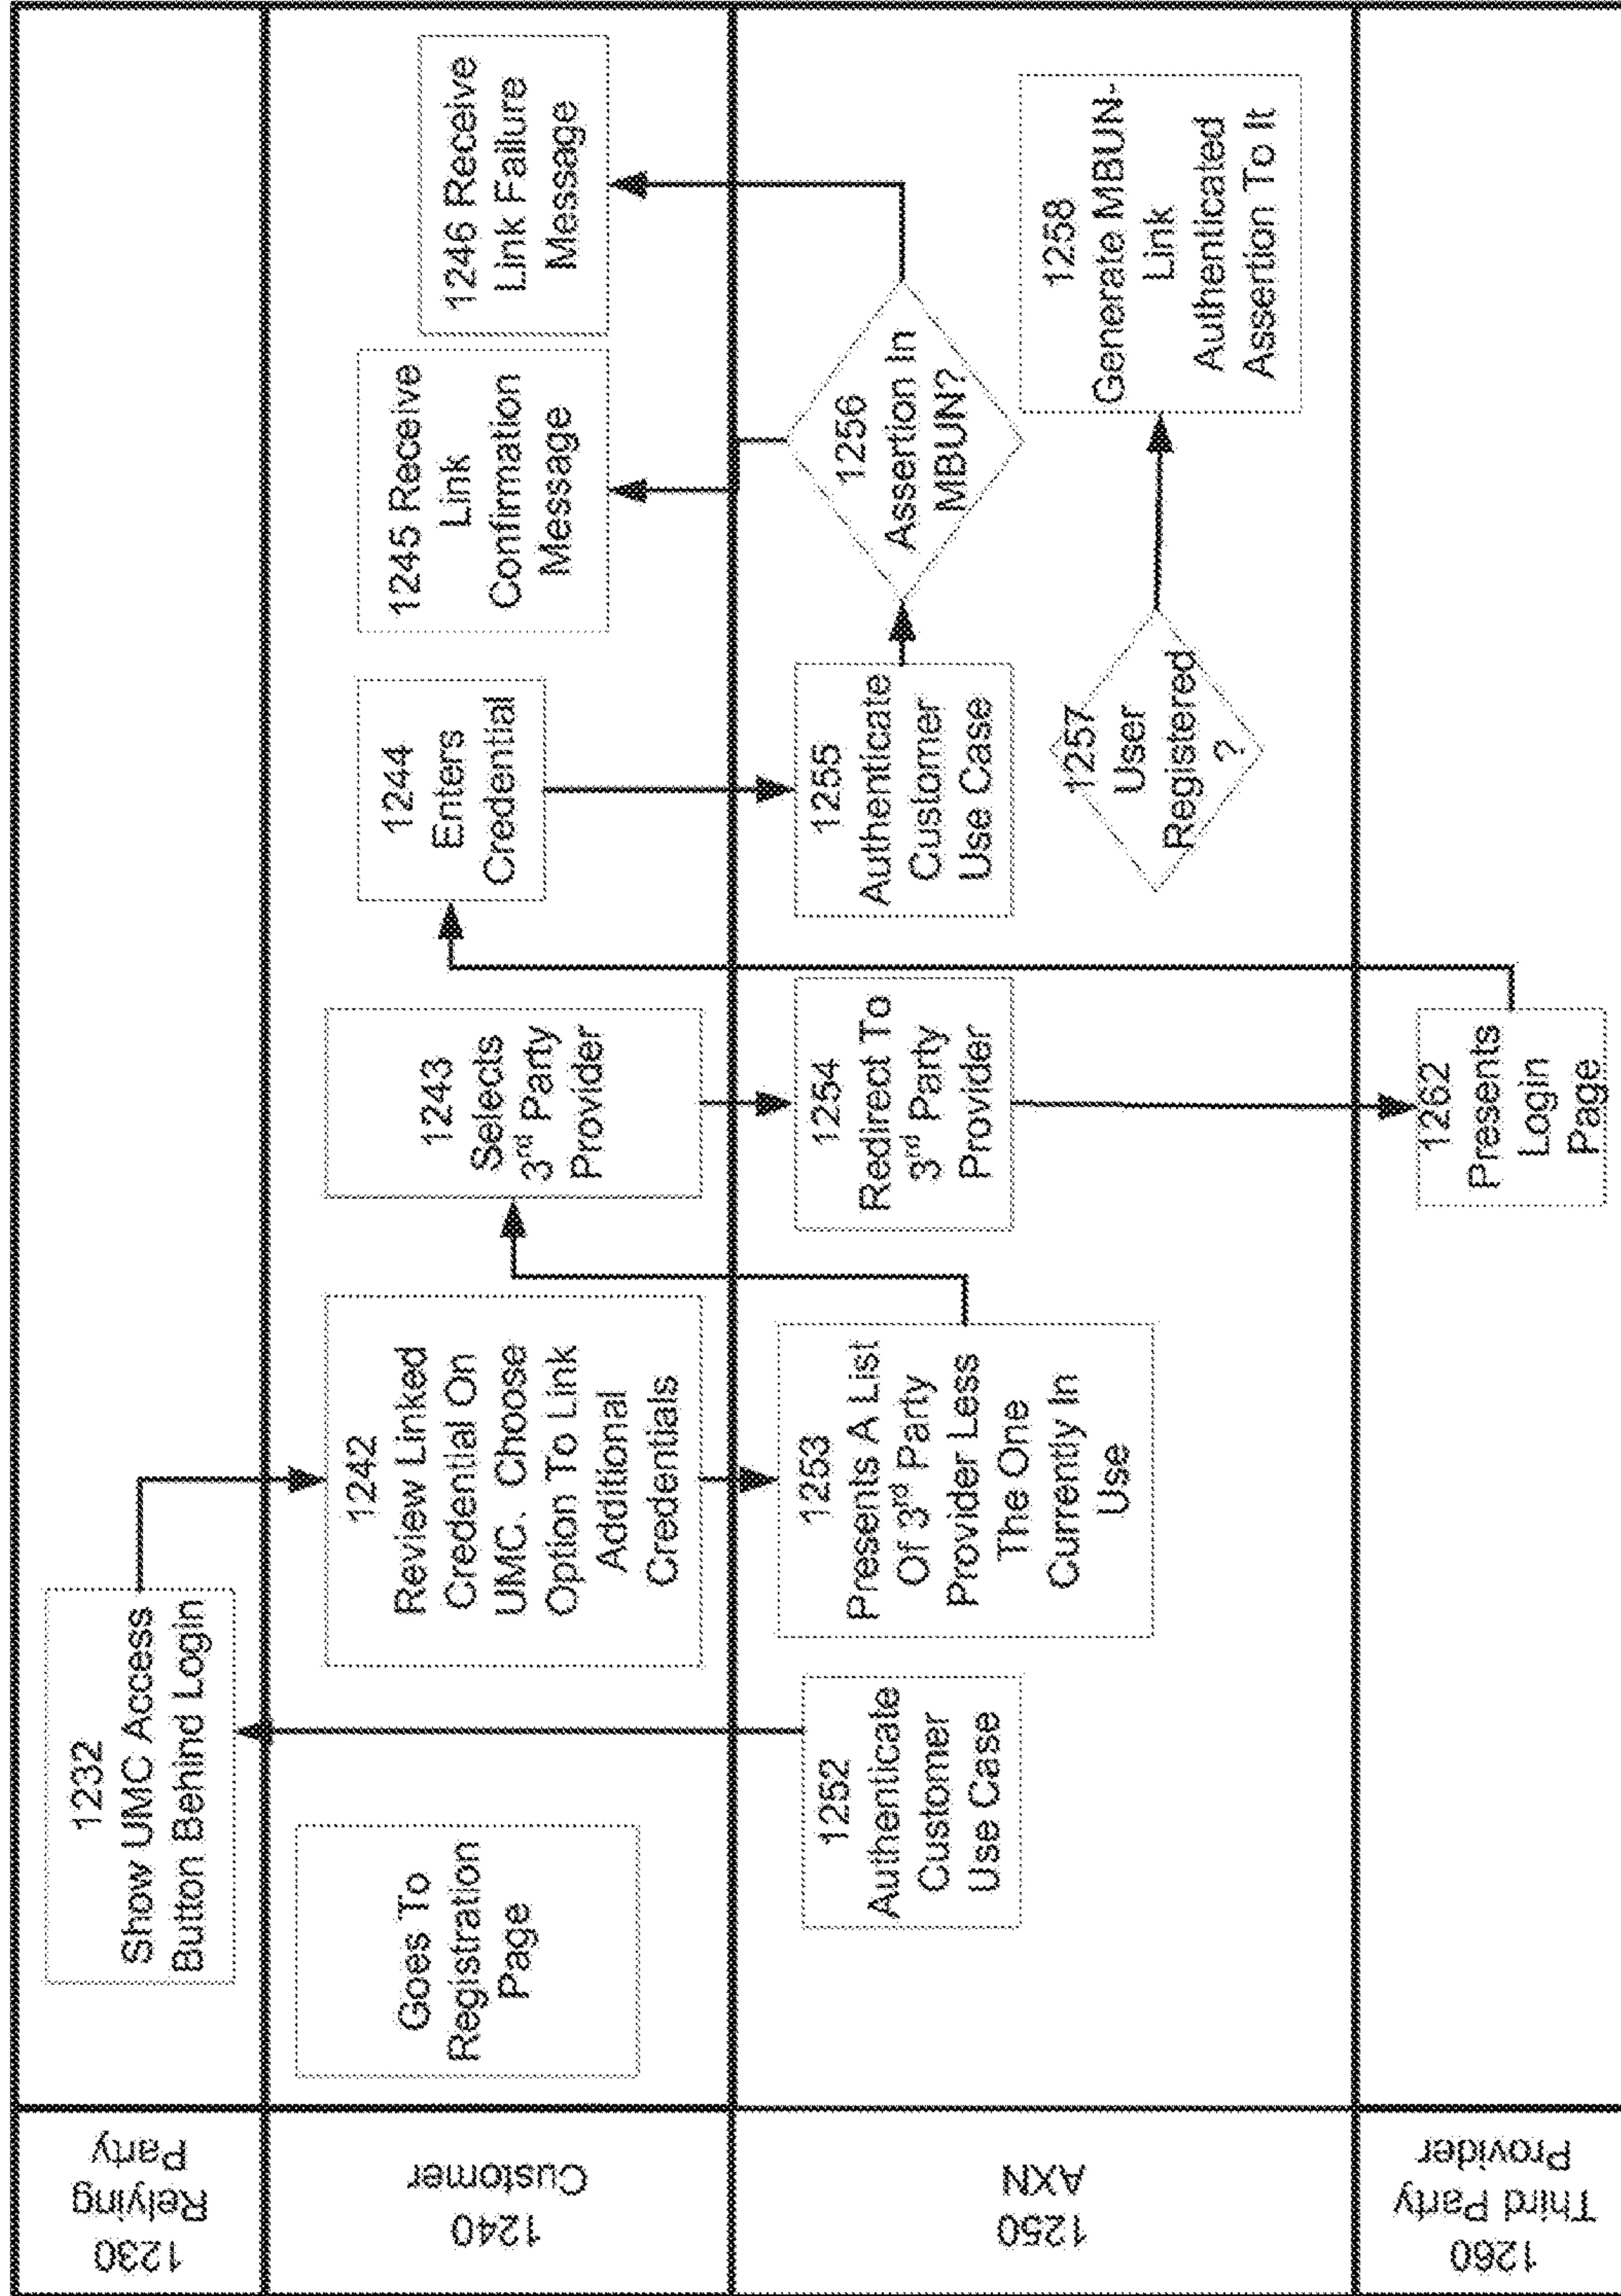 1230
Relying
Party
1232
Show UMC Access
Button Behind Login
1240
Customer
Goes To
Registration
Page
1242
Review Linked
Credential On
UMC. Choose
Option To Link
Additional
Credentials
1243
Selects
3rd Party
Provider
1244
Enters
Credential
1245 Receive
Link
Confirmation
Message
1246 Receive
Link Failure
Message
1250
AXN
1252
Authenticate
Customer
Use Case
1253
Presents A List
Of 3rd Party
Provider Less
The One
Currently In
Use
1254
Redirect To
3rd Party
Provider
1255
Authenticate
Customer
Use Case
1256
Assertion In
MBUN?
1257
User
Registered
?
1258
Generate MBUN-
Link
Authenticated
Assertion To It
1260
Third Party
Provider
1262
Presents
Login
Page